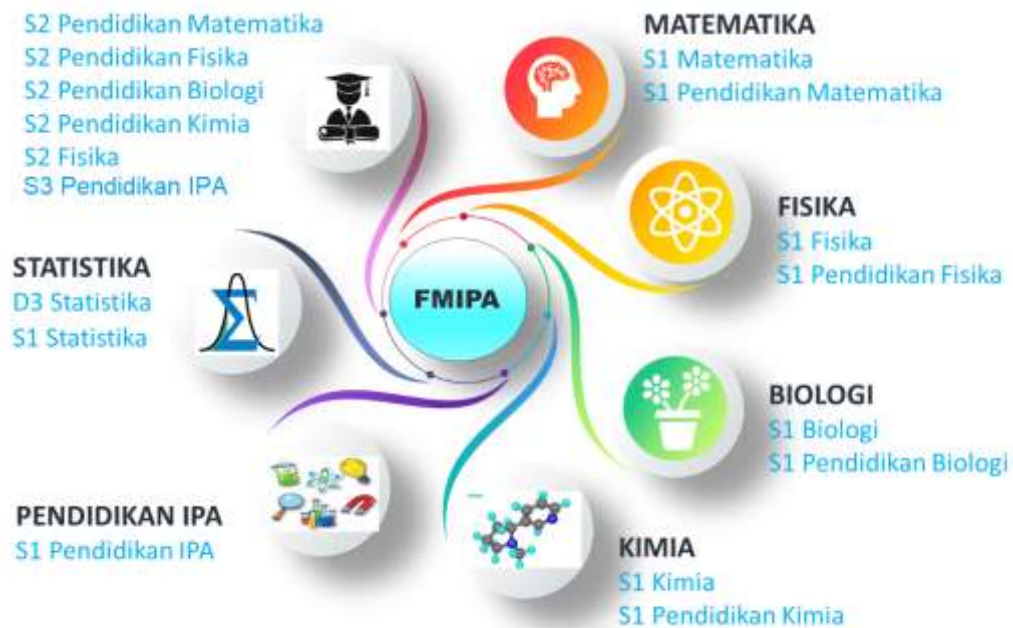 S2 Pendidikan Matematika
S2 Pendidikan Fisika
S2 Pendidikan Biologi
S2 Pendidikan Kimia
S2 Fisika
S3 Pendidikan IPA
MATEMATIKA
S1 Matematika
S1 Pendidikan Matematika
FISIKA
S1 Fisika
S1 Pendidikan Fisika
STATISTIKA
D3 Statistika
S1 Statistika
FMIPA
BIOLOGI
S1 Biologi
S1 Pendidikan Biologi
PENDIDIKAN IPA
S1 Pendidikan IPA
KIMIA
S1 Kimia
S1 Pendidikan Kimia